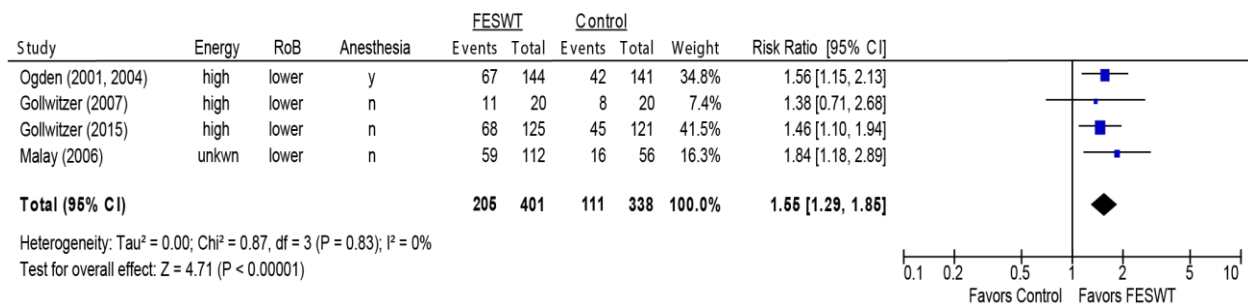 FESWT Control
Study Energy RoB Anesthesia Events Total Events Total Weight Risk Ratio [95% CI]
Ogden (2001, 2004) high lower y 67 144 42 141 34.8% 1.56 [1.15, 2.13]
Gollwitzer (2007) high lower n 11 20 8 20 7.4% 1.38 [0.71, 2.68]
Gollwitzer (2015) high lower n 68 125 45 121 41.5% 1.46 [1.10, 1.94]
Malay (2006) unkwn lower n 59 112 16 56 16.3% 1.84 [1.18, 2.89]
Total (95% CI) 205 401 111 338 100.0% 1.55 [1.29, 1.85]
Heterogeneity: Tau² = 0.00; Chi² = 0.87, df = 3 (P = 0.83); I² = 0%
Test for overall effect: Z = 4.71 (P < 0.00001)
0.1 0.2 0.5 1 2 5 10
Favors Control Favors FESWT